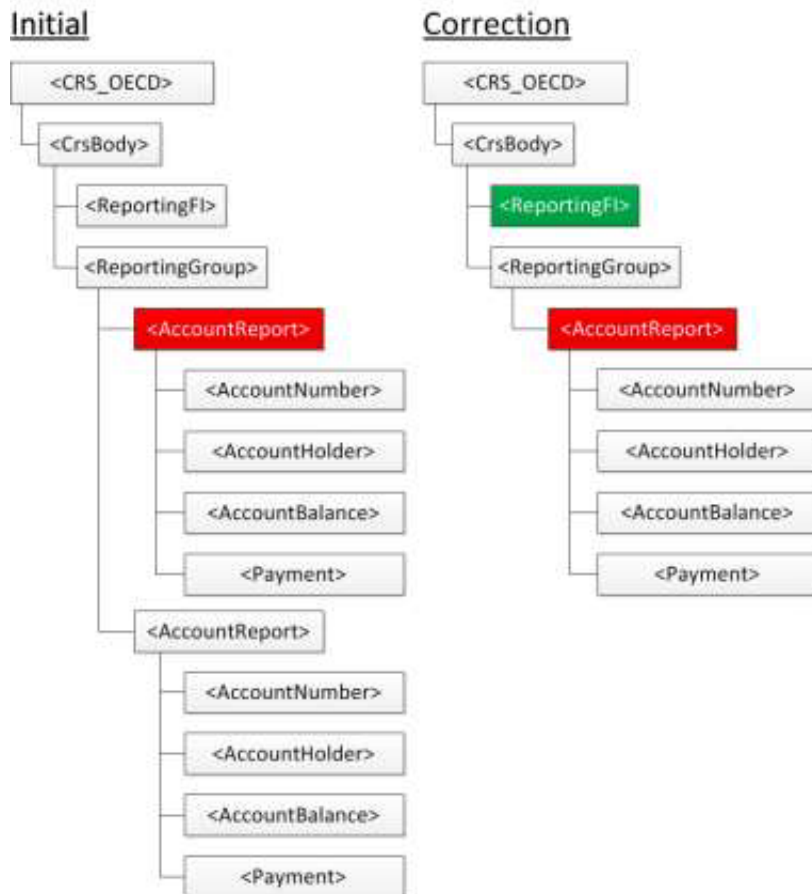 Initial
<CRS_OECD>
<CrsBody>
<ReportingFI>
<ReportingGroup>
<AccountReport>
<AccountNumber>
<AccountHolder>
<AccountBalance>
<Payment>
<AccountReport>
<AccountNumber>
<AccountHolder>
<AccountBalance>
<Payment>
Correction
<CRS_OECD>
<CrsBody>
<ReportingFI>
<ReportingGroup>
<AccountReport>
<AccountNumber>
<AccountHolder>
<AccountBalance>
<Payment>